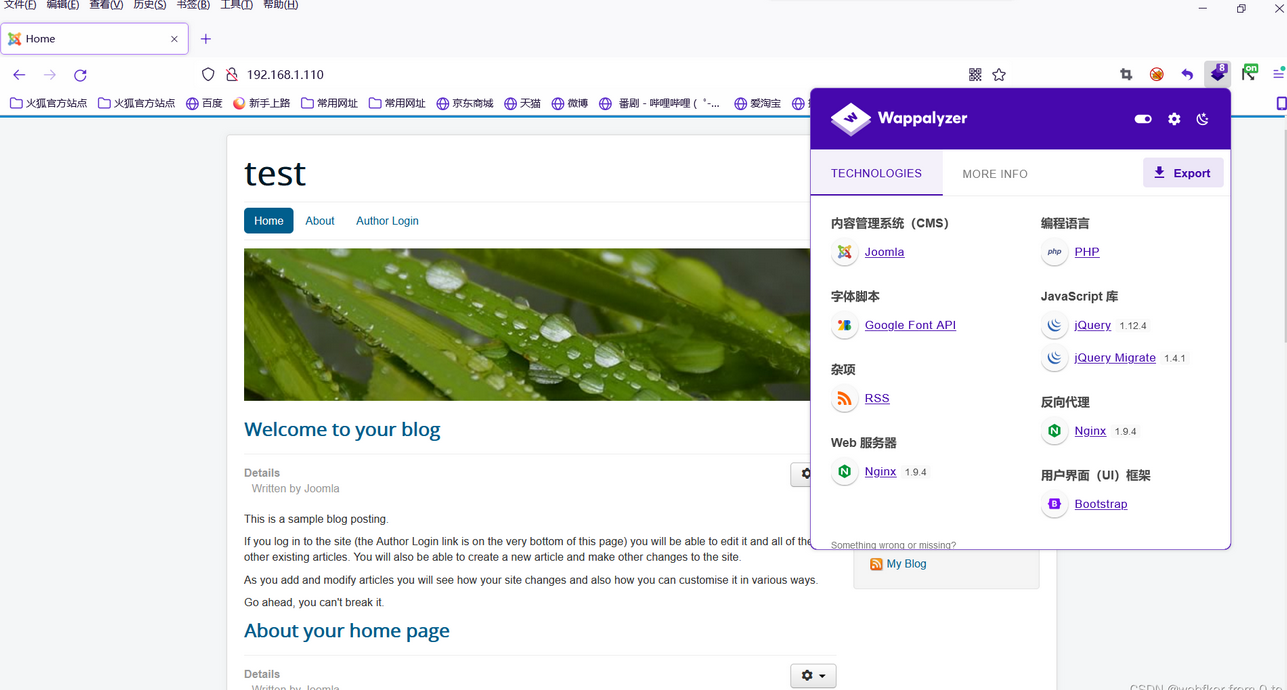 文件(F) 编辑(E) 查看(V) 历史(S) 书签(B) 工具(T) 帮助(H)
Home
192.168.1.110
8
on
火狐官方站点 火狐官方站点 百度 新手上路 常用网址 常用网址 京东商城 天猫 微博 番剧 - 哔哩哔哩 ( ゜-... 爱淘宝
Wappalyzer
TECHNOLOGIES MORE INFO Export
内容管理系统（CMS）
Joomla
字体脚本
Google Font API
杂项
RSS
Web 服务器
Nginx 1.9.4
编程语言
php PHP
JavaScript 库
jQuery 1.12.4
jQuery Migrate 1.4.1
反向代理
Nginx 1.9.4
用户界面（UI）框架
B Bootstrap
Something wrong or missing?
test
Home About Author Login
Welcome to your blog
Details
Written by Joomla
This is a sample blog posting.
If you log in to the site (the Author Login link is on the very bottom of this page) you will be able to edit it and all of the
other existing articles. You will also be able to create a new article and make other changes to the site.
As you add and modify articles you will see how your site changes and also how you can customise it in various ways.
Go ahead, you can't break it.
My Blog
About your home page
Details
Written by Joomla
CSDN @webfker from 0 to